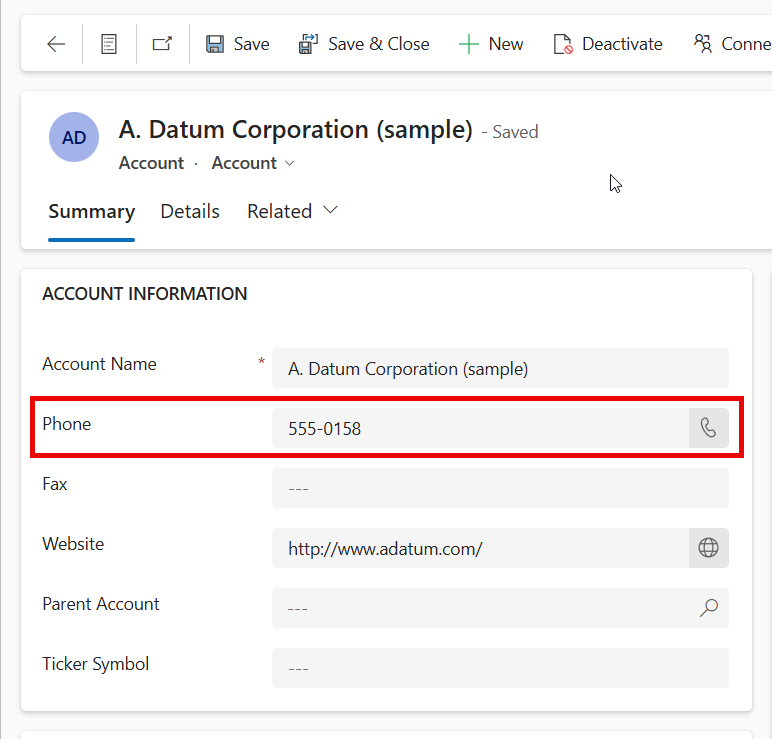 Save Save & Close New Deactivate Conne
AD
A. Datum Corporation (sample) - Saved
Account · Account
Summary Details Related
ACCOUNT INFORMATION
Account Name * A. Datum Corporation (sample)
Phone 555-0158
Fax ---
Website http://www.adatum.com/
Parent Account ---
Ticker Symbol ---